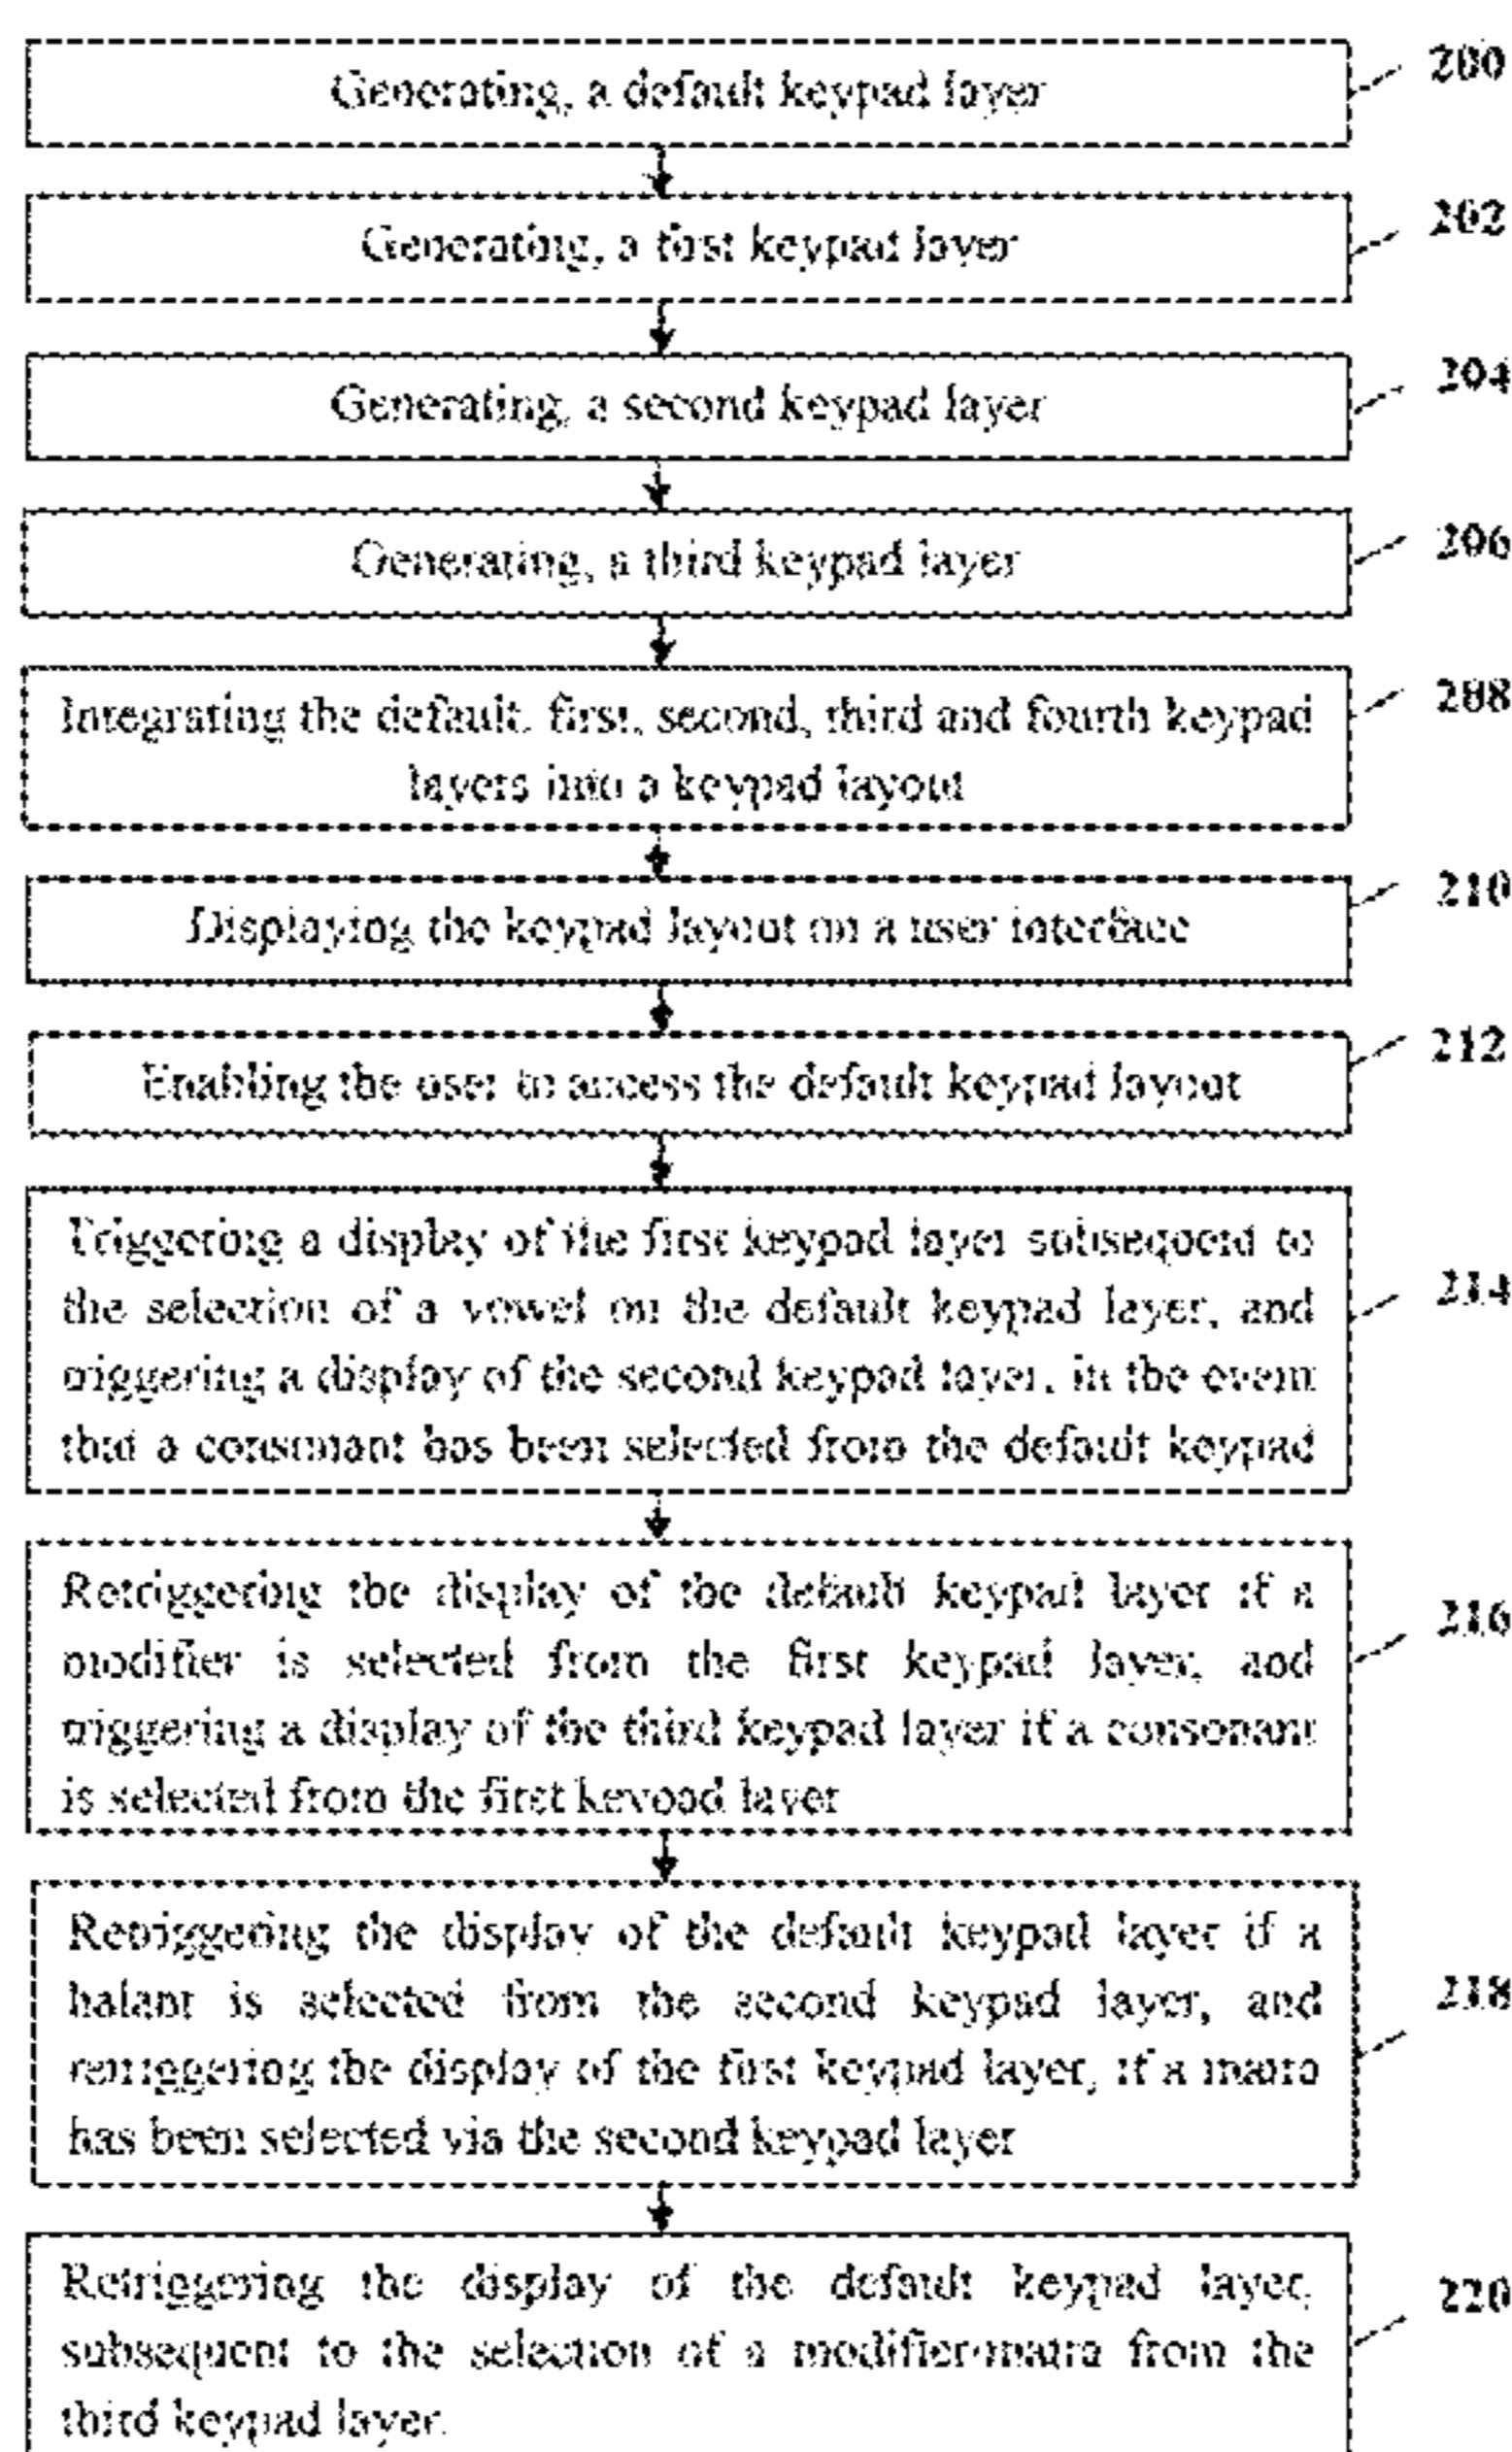 Generating, a default keypad layer
200
Generating, a first keypad layer
202
Generating, a second keypad layer
204
Generating, a third keypad layer
206
Integrating the default, first, second, third and fourth keypad
layers into a keypad layout
208
Displaying the keypad layout on a user interface
210
Enabling the user to access the default keypad layout
212
Triggering a display of the first keypad layer subsequent to
the selection of a vowel on the default keypad layer, and
triggering a display of the second keypad layer, in the event
that a consonant has been selected from the default keypad
214
Retriggering the display of the default keypad layer if a
modifier is selected from the first keypad layer, and
triggering a display of the third keypad layer if a consonant
is selected from the first keypad layer
216
Retriggering the display of the default keypad layer if a
halant is selected from the second keypad layer, and
retriggering the display of the first keypad layer, if a matra
has been selected via the second keypad layer
218
Retriggering the display of the default keypad layer,
subsequent to the selection of a modifier-matra from the
third keypad layer.
220